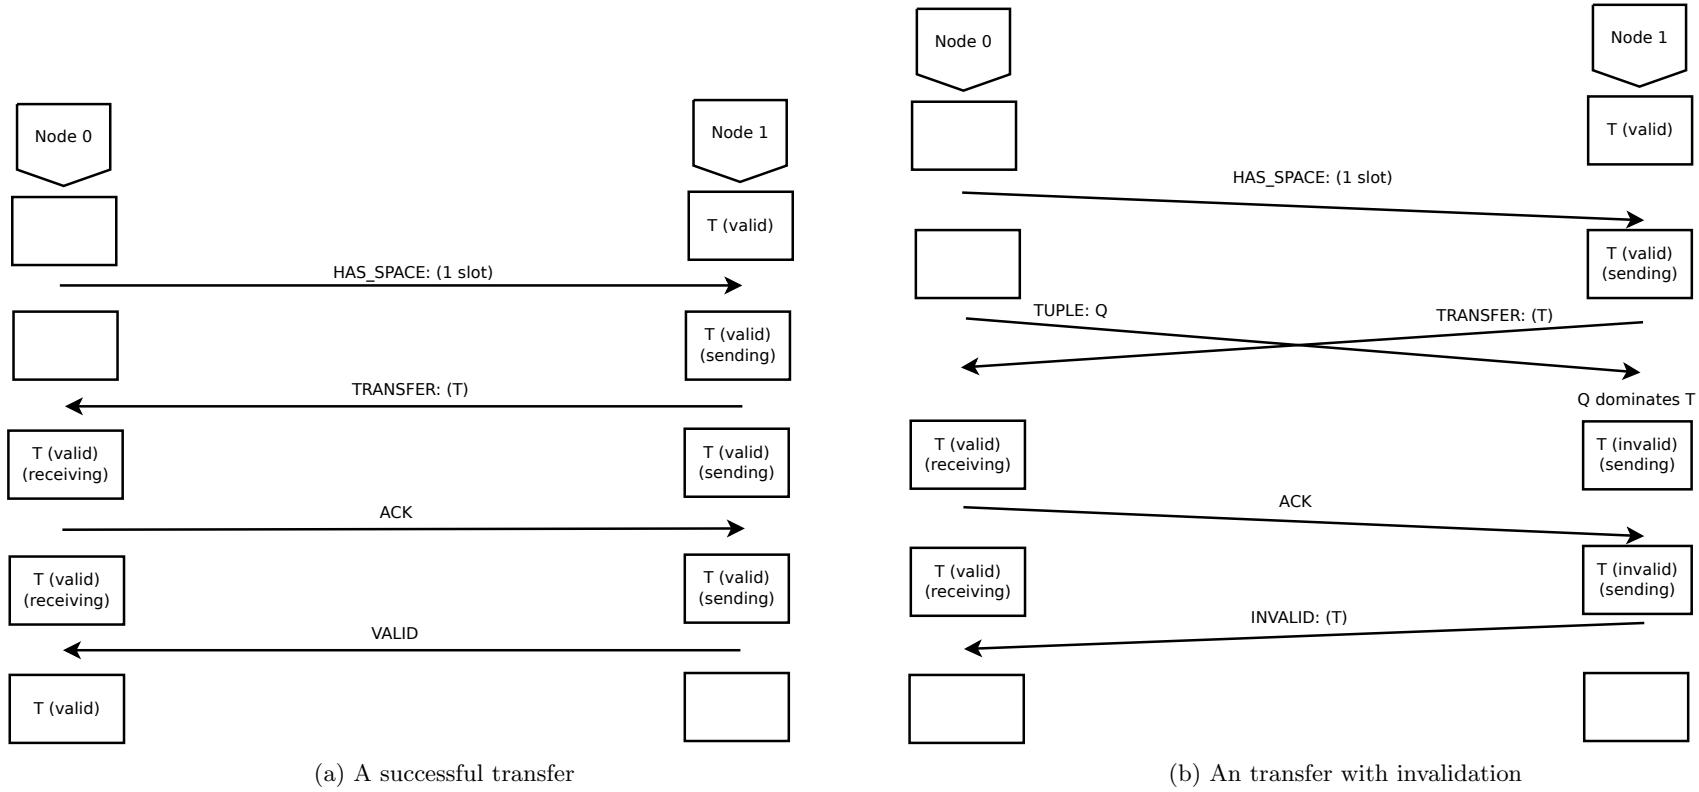 Node 0
Node 1
T (valid)
HAS_SPACE: (1 slot)
T (valid)
(sending)
TRANSFER: (T)
T (valid)
(receiving)
T (valid)
(sending)
ACK
T (valid)
(receiving)
T (valid)
(sending)
VALID
T (valid)
(a) A successful transfer
Node 0
Node 1
T (valid)
HAS_SPACE: (1 slot)
T (valid)
(sending)
TUPLE: Q
TRANSFER: (T)
Q dominates T
T (valid)
(receiving)
T (invalid)
(sending)
ACK
T (valid)
(receiving)
T (invalid)
(sending)
INVALID: (T)
(b) An transfer with invalidation